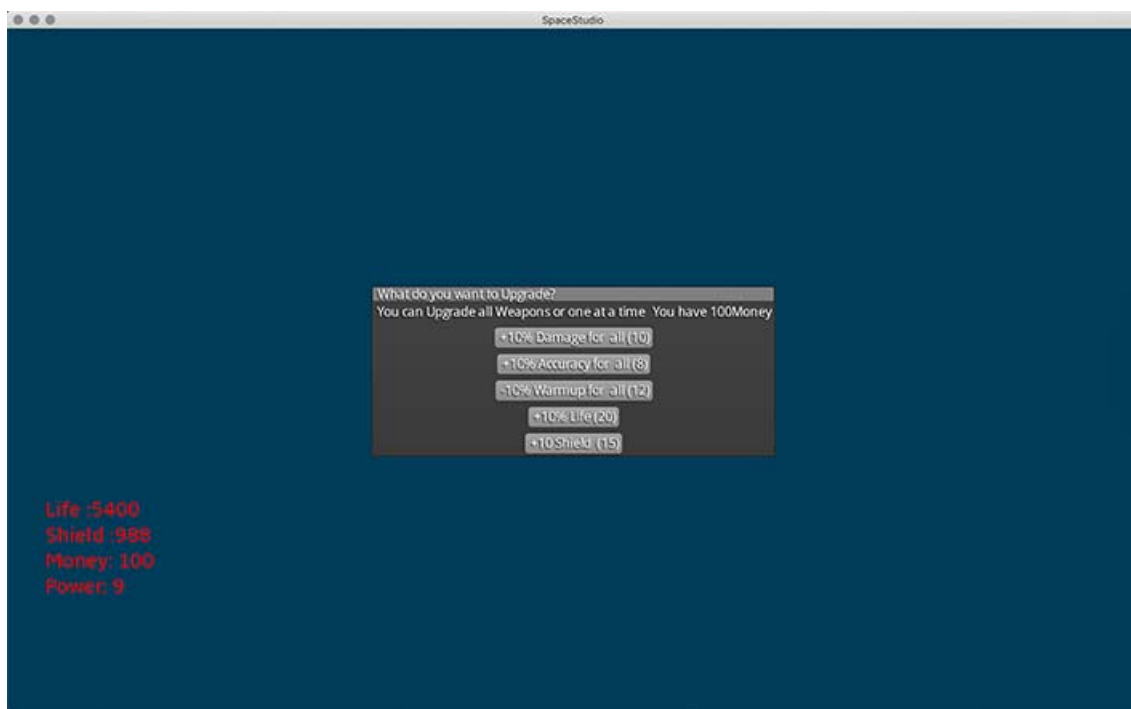 SpaceStudio
What do you want to Upgrade?
You can Upgrade all Weapons or one at a time  You have 100Money
+10% Damage for  all (10)
+10% Accuracy for  all (8)
-10% Warmup for  all (12)
+10% Life (20)
+10 Shield  (15)
Life :5400
Shield :988
Money: 100
Power: 9